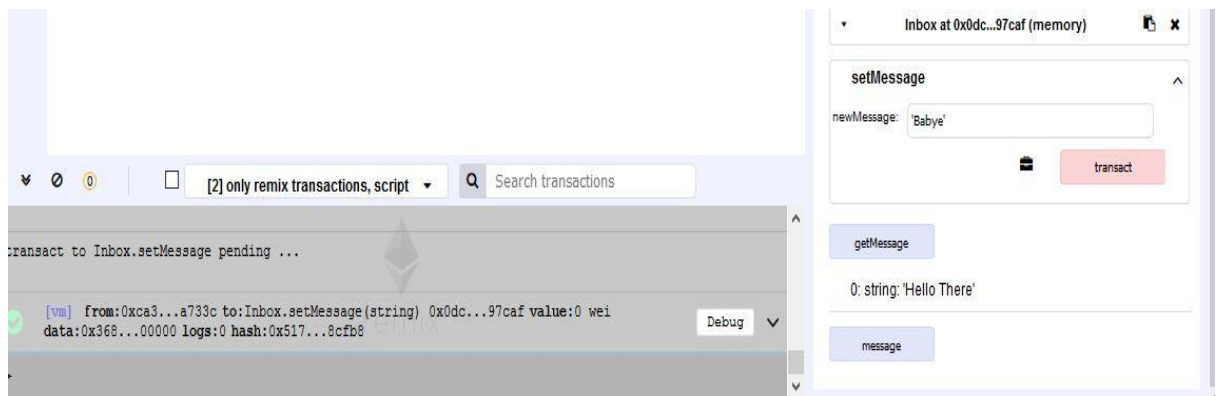 Inbox at 0x0dc...97caf (memory)
setMessage
newMessage: 'Babye'
transact
0
[2] only remix transactions, script
Search transactions
transact to Inbox.setMessage pending ...
[vm] from:0xca3...a733c to:Inbox.setMessage(string) 0x0dc...97caf value:0 wei
data:0x368...00000 logs:0 hash:0x517...8cfb8
Debug
getMessage
0: string: 'Hello There'
message